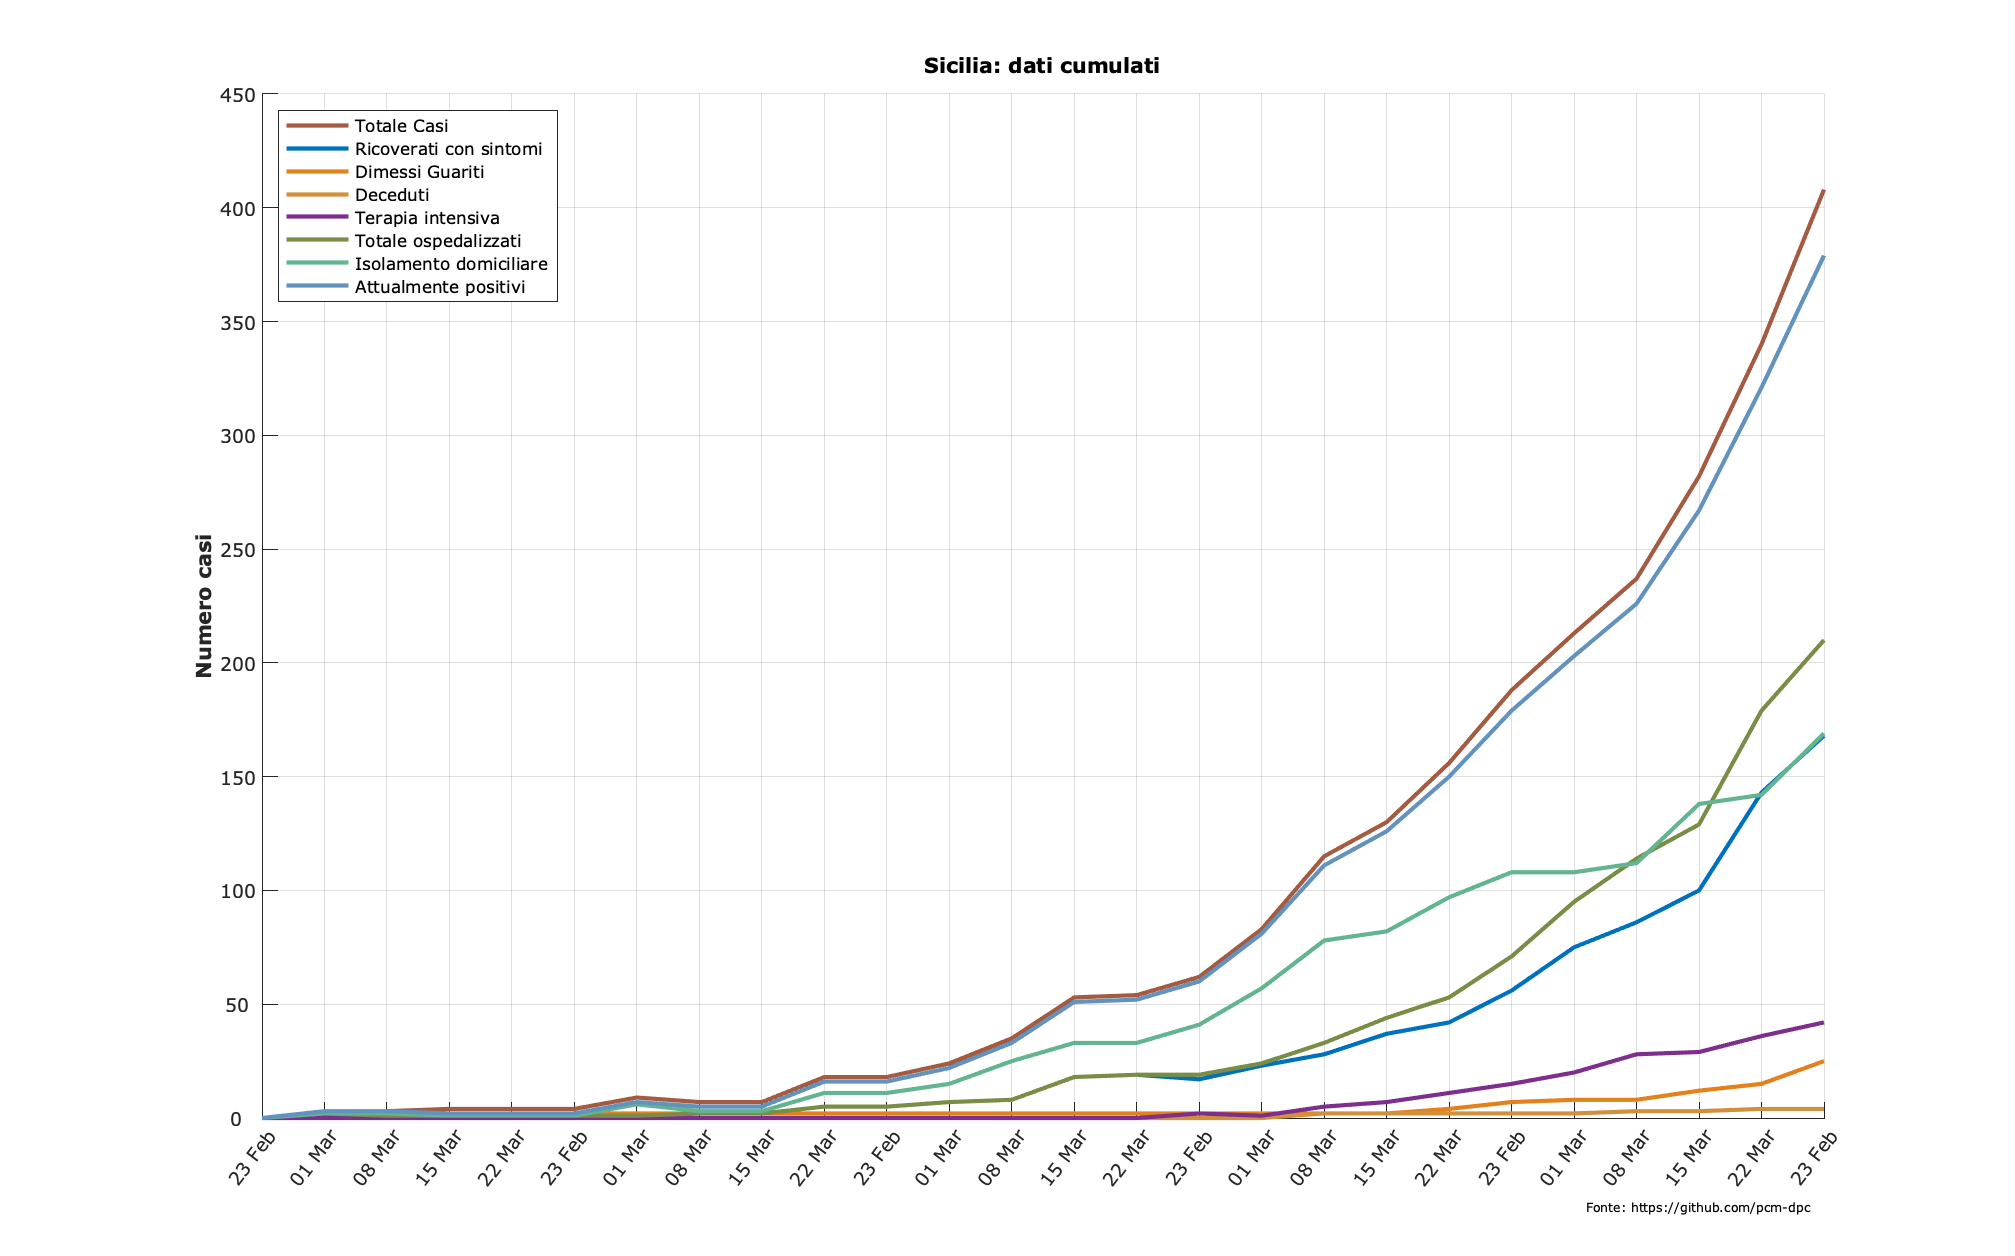 Sicilia: dati cumulati
450
400
350
300
250
200
150
100
50
0
Numero casi
Totale Casi
Ricoverati con sintomi
Dimessi Guariti
Deceduti
Terapia intensiva
Totale ospedalizzati
Isolamento domiciliare
Attualmente positivi
23 Feb
01 Mar
08 Mar
15 Mar
22 Mar
23 Feb
01 Mar
08 Mar
15 Mar
22 Mar
23 Feb
01 Mar
08 Mar
15 Mar
22 Mar
23 Feb
01 Mar
08 Mar
15 Mar
22 Mar
23 Feb
01 Mar
08 Mar
15 Mar
22 Mar
23 Feb
Fonte: https://github.com/pcm-dpc